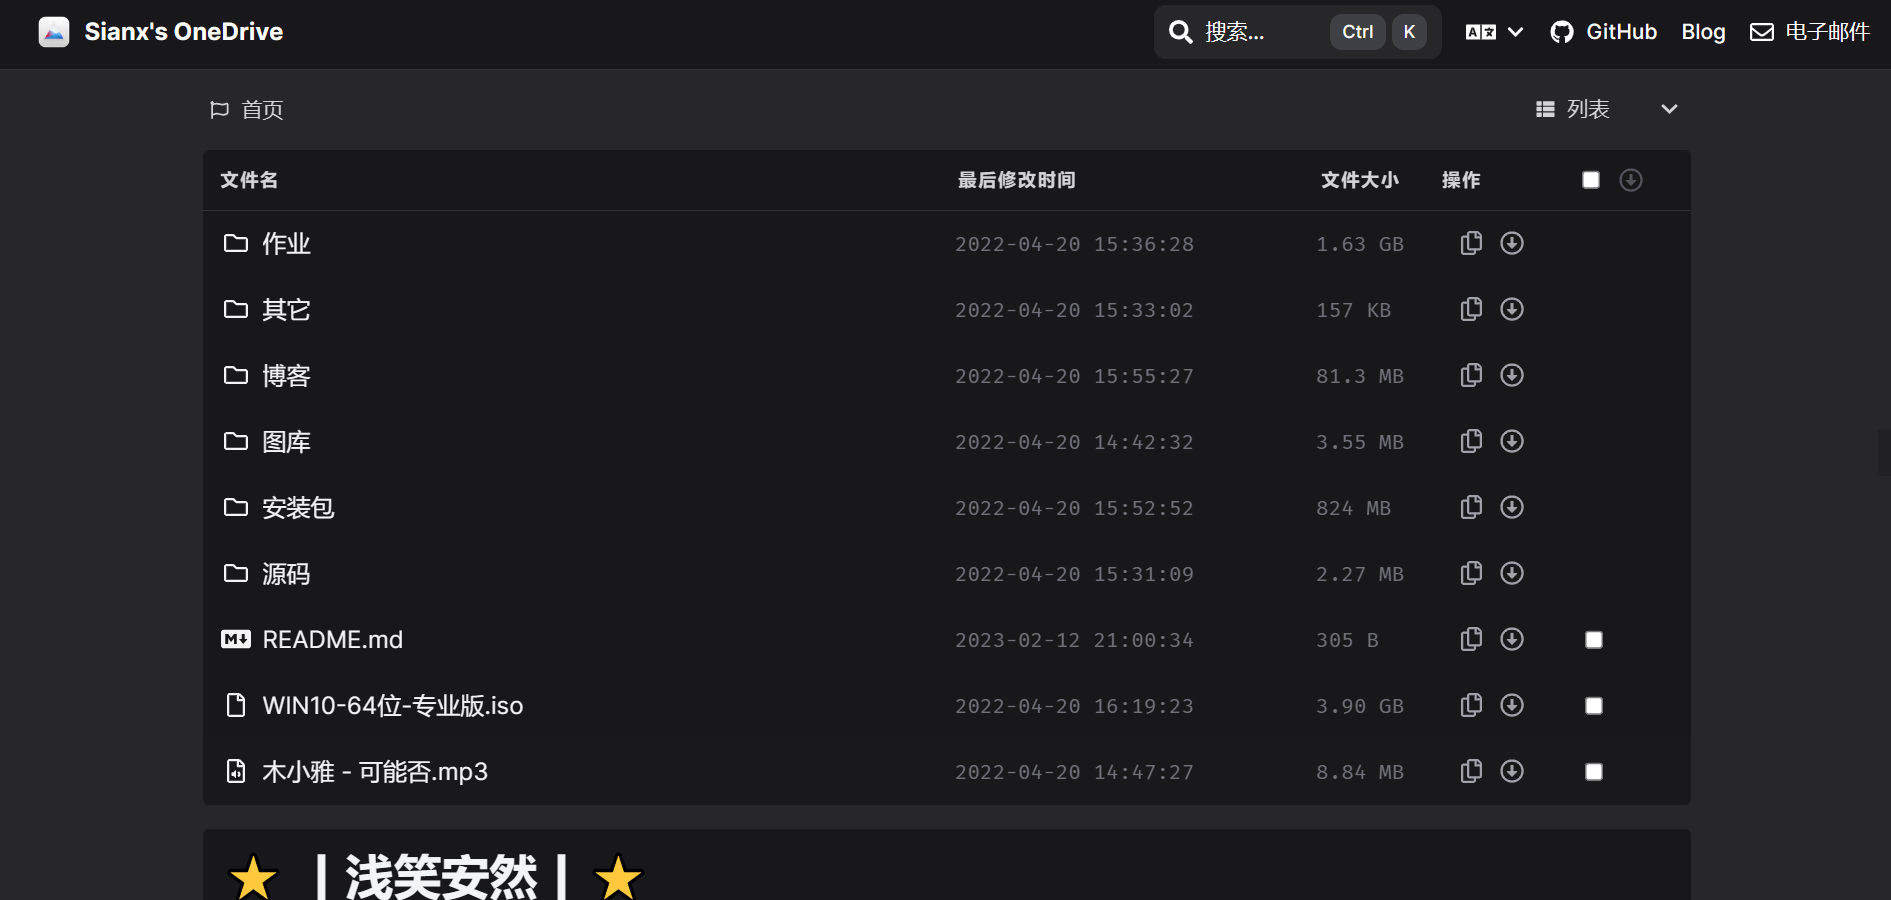 Sianx's OneDrive 搜索... Ctrl K GitHub Blog 电子邮件
首页 列表
文件名 最后修改时间 文件大小 操作
作业 2022-04-20 15:36:28 1.63 GB
其它 2022-04-20 15:33:02 157 KB
博客 2022-04-20 15:55:27 81.3 MB
图库 2022-04-20 14:42:32 3.55 MB
安装包 2022-04-20 15:52:52 824 MB
源码 2022-04-20 15:31:09 2.27 MB
README.md 2023-02-12 21:00:34 305 B
WIN10-64位-专业版.iso 2022-04-20 16:19:23 3.90 GB
木小雅 - 可能否.mp3 2022-04-20 14:47:27 8.84 MB
⭐ | 浅笑安然 | ⭐